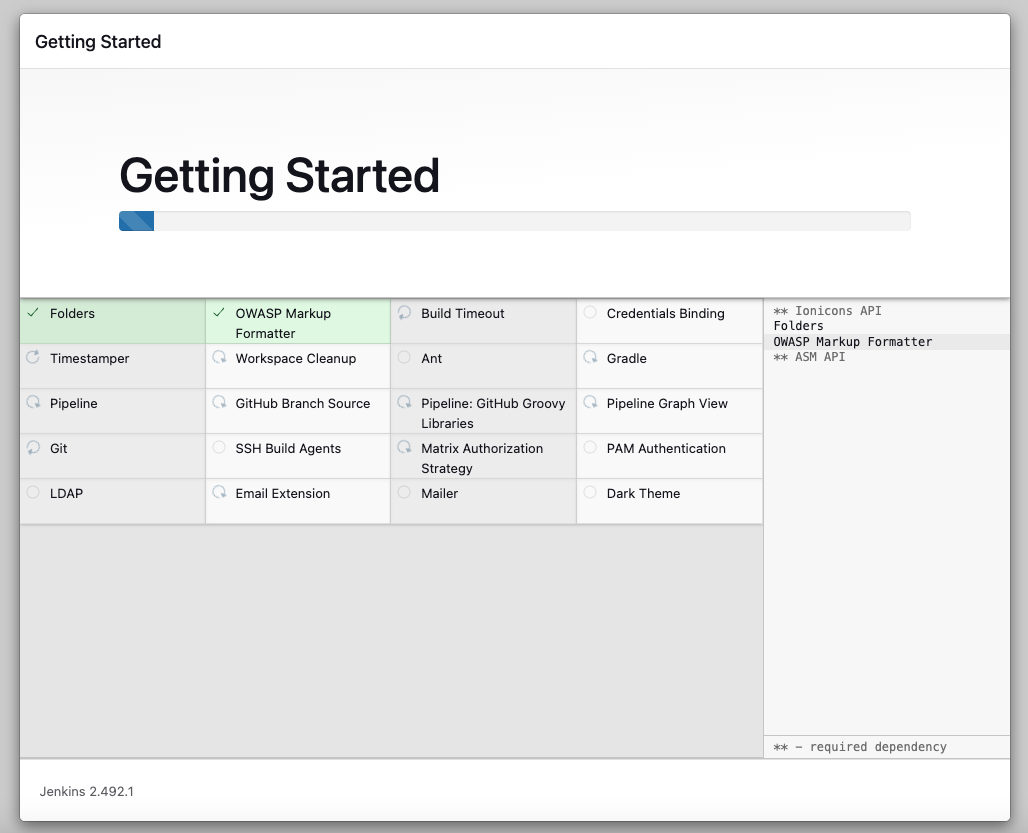 Getting Started
Getting Started
Folders
OWASP Markup
Formatter
Build Timeout
Credentials Binding
Timestamper
Workspace Cleanup
Ant
Gradle
Pipeline
GitHub Branch Source
Pipeline: GitHub Groovy
Libraries
Pipeline Graph View
Git
SSH Build Agents
Matrix Authorization
Strategy
PAM Authentication
LDAP
Email Extension
Mailer
Dark Theme
** Ionicons API
Folders
OWASP Markup Formatter
** ASM API
** – required dependency
Jenkins 2.492.1